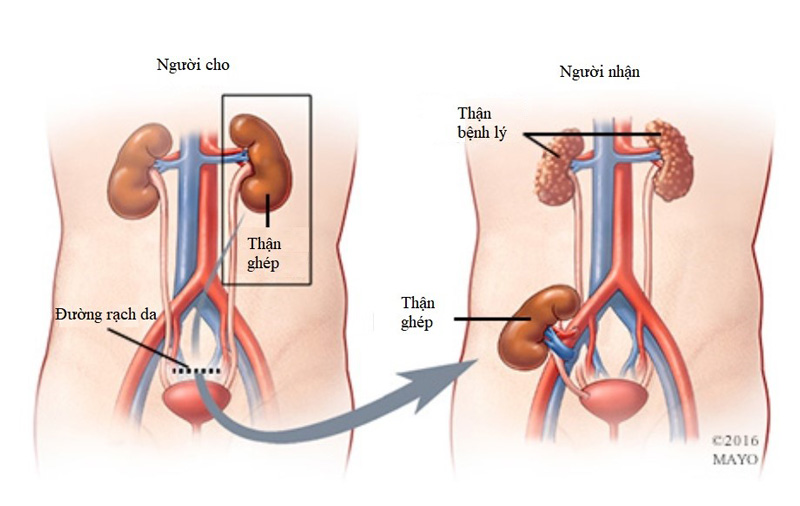 Người cho
Người nhận
Thận
bệnh lý
Thận
ghép
Đường rạch da
Thận
ghép
©2016
MAYO